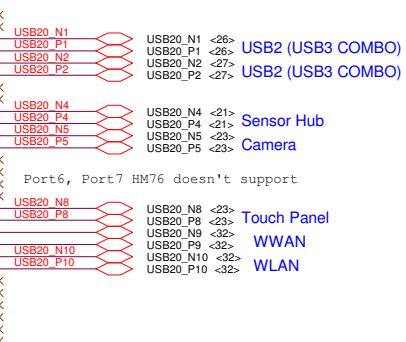 USB20_N1 USB20_N1 <26>
USB20_P1 USB20_P1 <26> USB2 (USB3 COMBO)
USB20_N2 USB20_N2 <27>
USB20_P2 USB20_P2 <27> USB2 (USB3 COMBO)
USB20_N4 USB20_N4 <21>
USB20_P4 USB20_P4 <21> Sensor Hub
USB20_N5 USB20_N5 <23>
USB20_P5 USB20_P5 <23> Camera
Port6, Port7 HM76 doesn't support
USB20_N8 USB20_N8 <23>
USB20_P8 USB20_P8 <23> Touch Panel
USB20_N9 <32>
USB20_P9 <32> WWAN
USB20_N10 USB20_N10 <32>
USB20_P10 USB20_P10 <32> WLAN